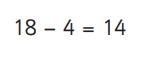 18 – 4 = 14